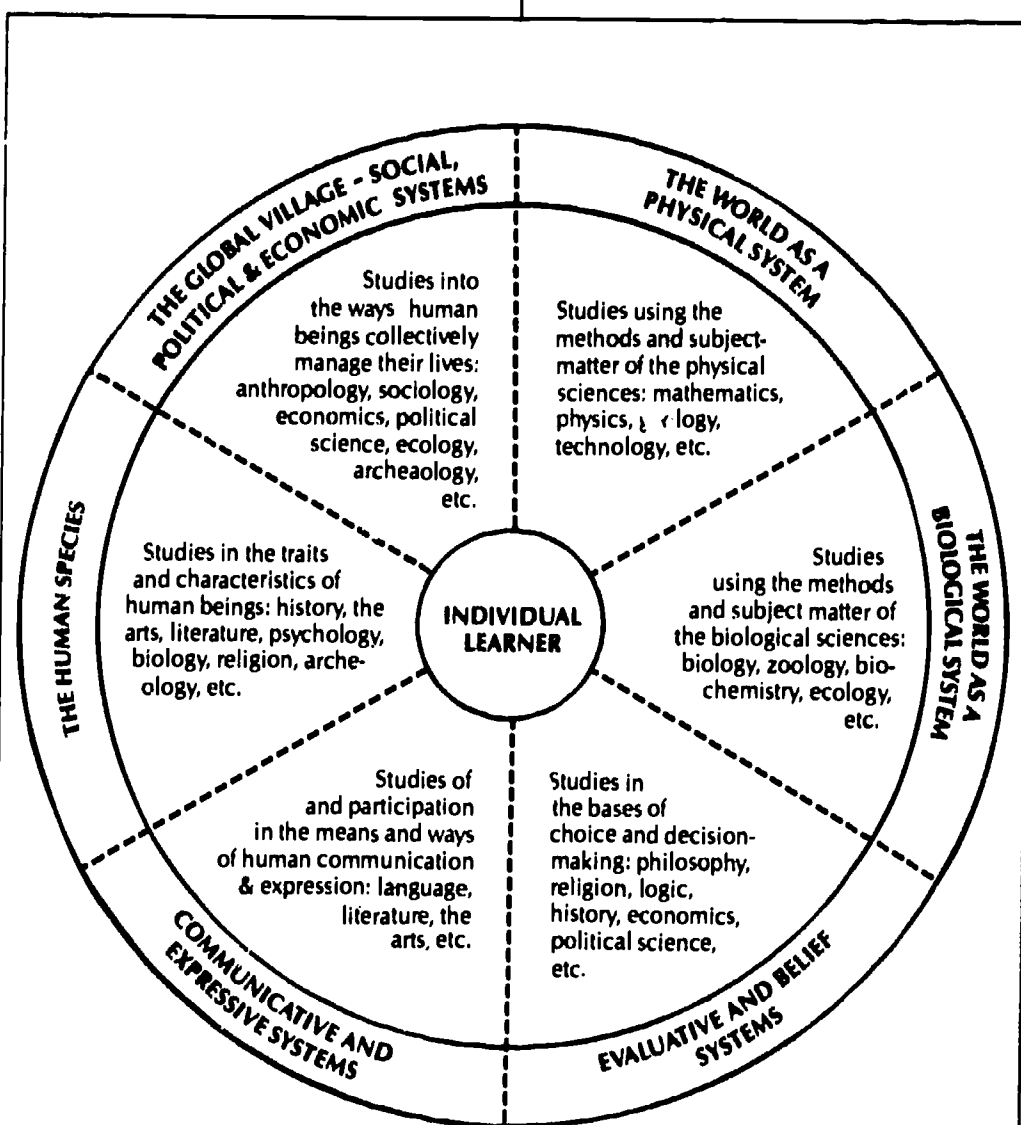 THE GLOBAL VILLAGE - SOCIAL,
POLITICAL & ECONOMIC SYSTEMS
Studies into
the ways human
beings collectively
manage their lives:
anthropology, sociology,
economics, political
science, ecology,
archeaology,
etc.
THE WORLD AS A
PHYSICAL SYSTEM
Studies using the
methods and subject-
matter of the physical
sciences: mathematics,
physics,
technology, etc.
THE WORLD AS A
BIOLOGICAL SYSTEM
Studies
using the methods
and subject matter of
the biological sciences:
biology, zoology, bio-
chemistry, ecology,
etc.
EVALUATIVE AND BELIEF
SYSTEMS
Studies in
the bases of
choice and decision-
making: philosophy,
religion, logic,
history, economics,
political science,
etc.
COMMUNICATIVE AND
EXPRESSIVE SYSTEMS
Studies of
and participation
in the means and ways
of human communication
& expression: language,
literature, the
arts, etc.
THE HUMAN SPECIES
Studies in the traits
and characteristics of
human beings: history, the
arts, literature, psychology,
biology, religion, arche-
ology, etc.
INDIVIDUAL
LEARNER